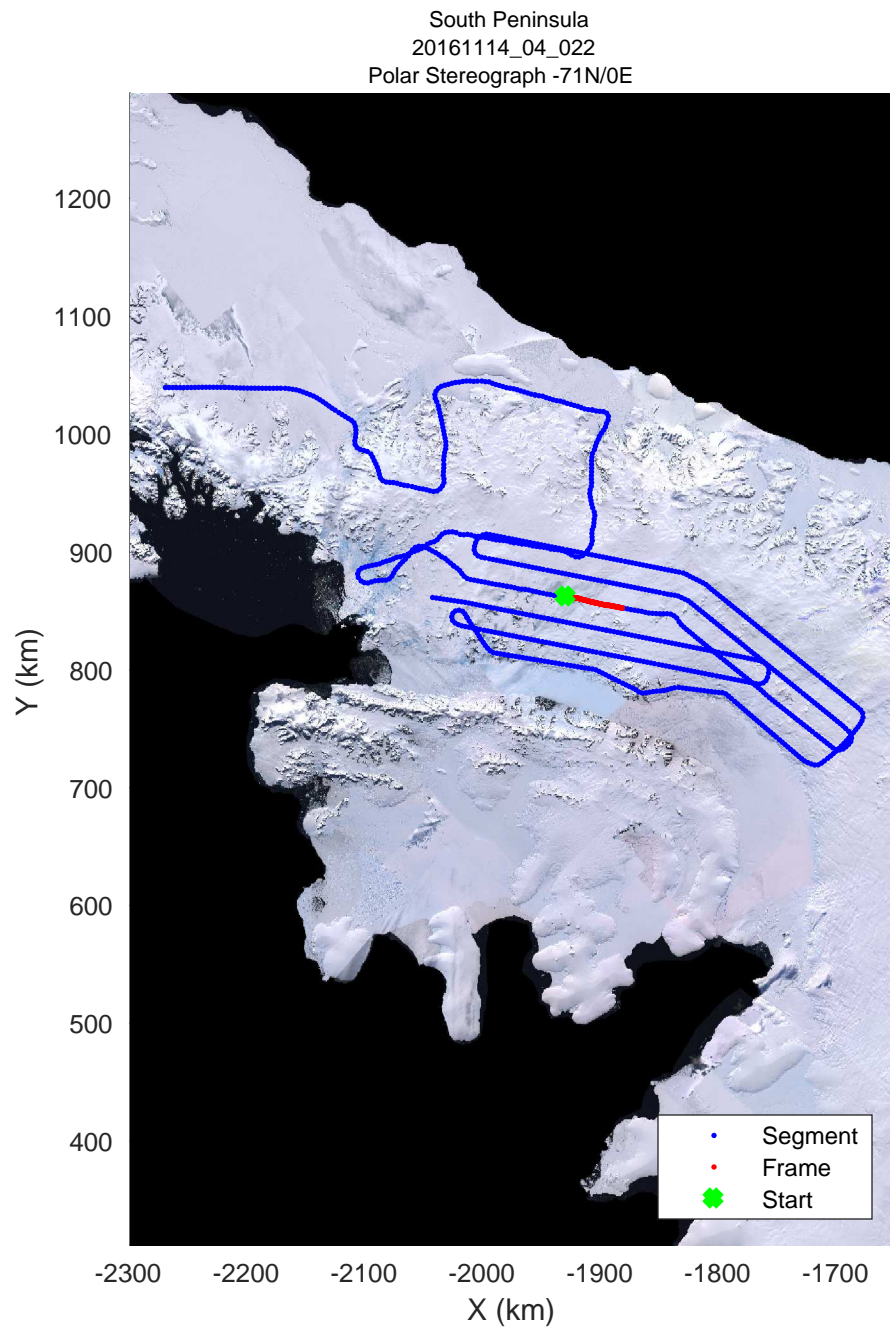 South Peninsula
20161114_04_022
Polar Stereograph -71N/0E
Y (km)
1200
1100
1000
900
800
700
600
500
400
Segment
Frame
Start
-2300 -2200 -2100 -2000 -1900 -1800 -1700
X (km)